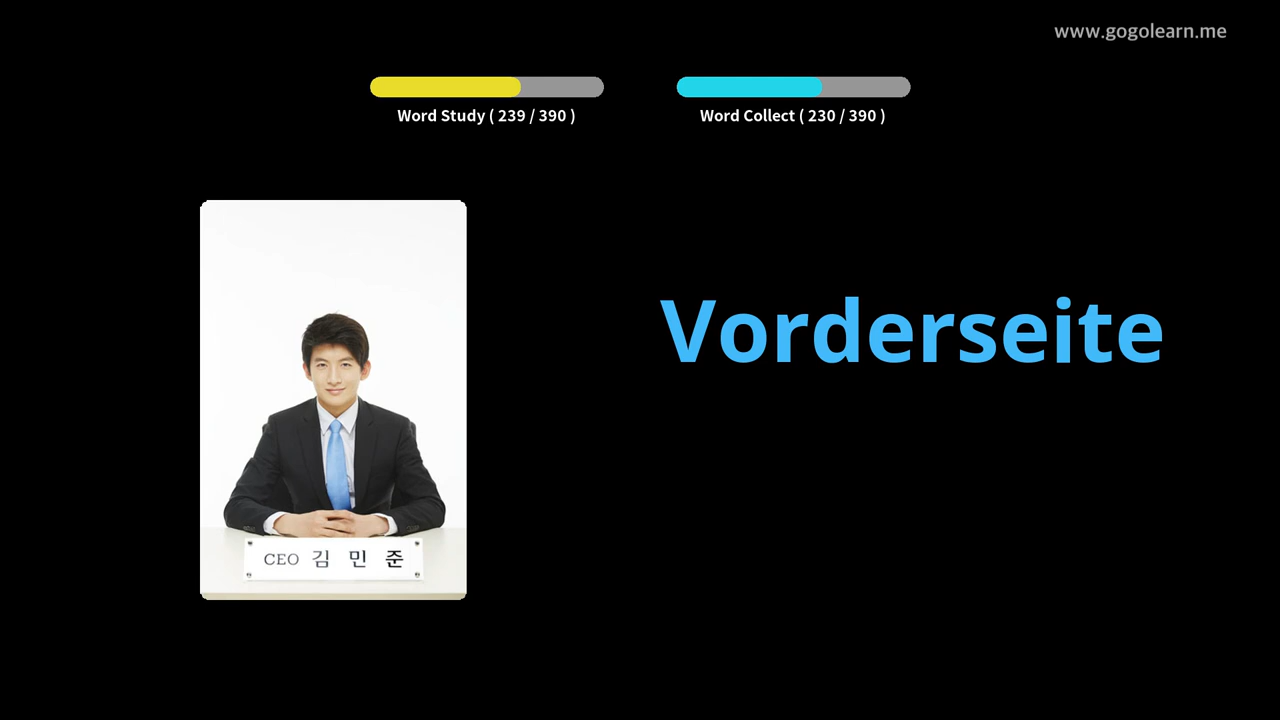 www.gogolearn.me
Word Study ( 239 / 390 )
Word Collect ( 230 / 390 )
Vorderseite
CEO 김 민 준